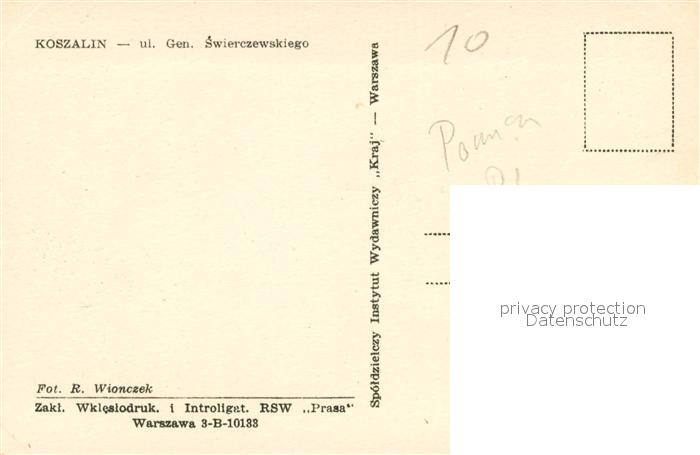 KOSZALIN — ul. Gen. Świerczewskiego
Spółdzielczy Instytut Wydawniczy „Kraj" — Warszawa
10
privacy protection
Datenschutz
Fot. R. Wionczek
Zakł. Wklęsłodruk. i Introligat. RSW „Prasa"
Warszawa 3-B-10133